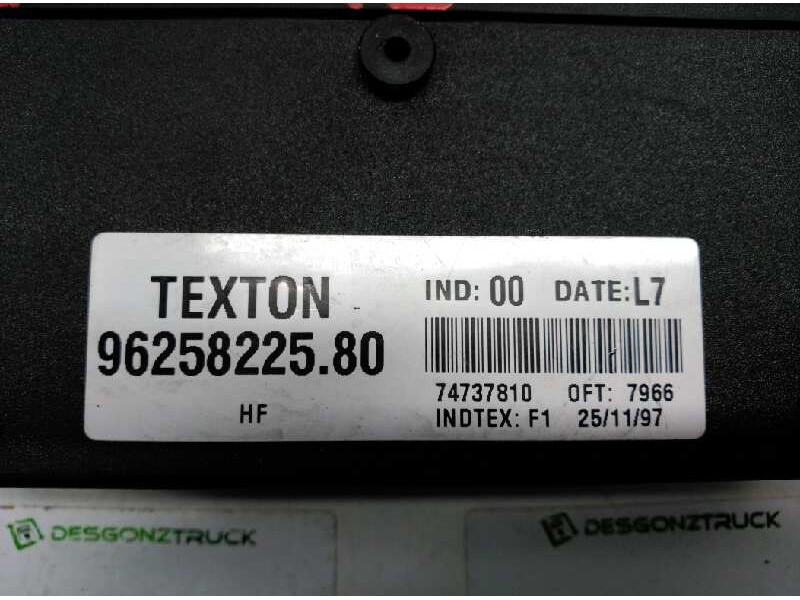 TEXTON
96258225.80
HF
IND: 00 DATE: L7
74737810 OFT: 7966
INDTEX: F1 25/11/97
DESGONZTRUCK
DESGONZTRUCK